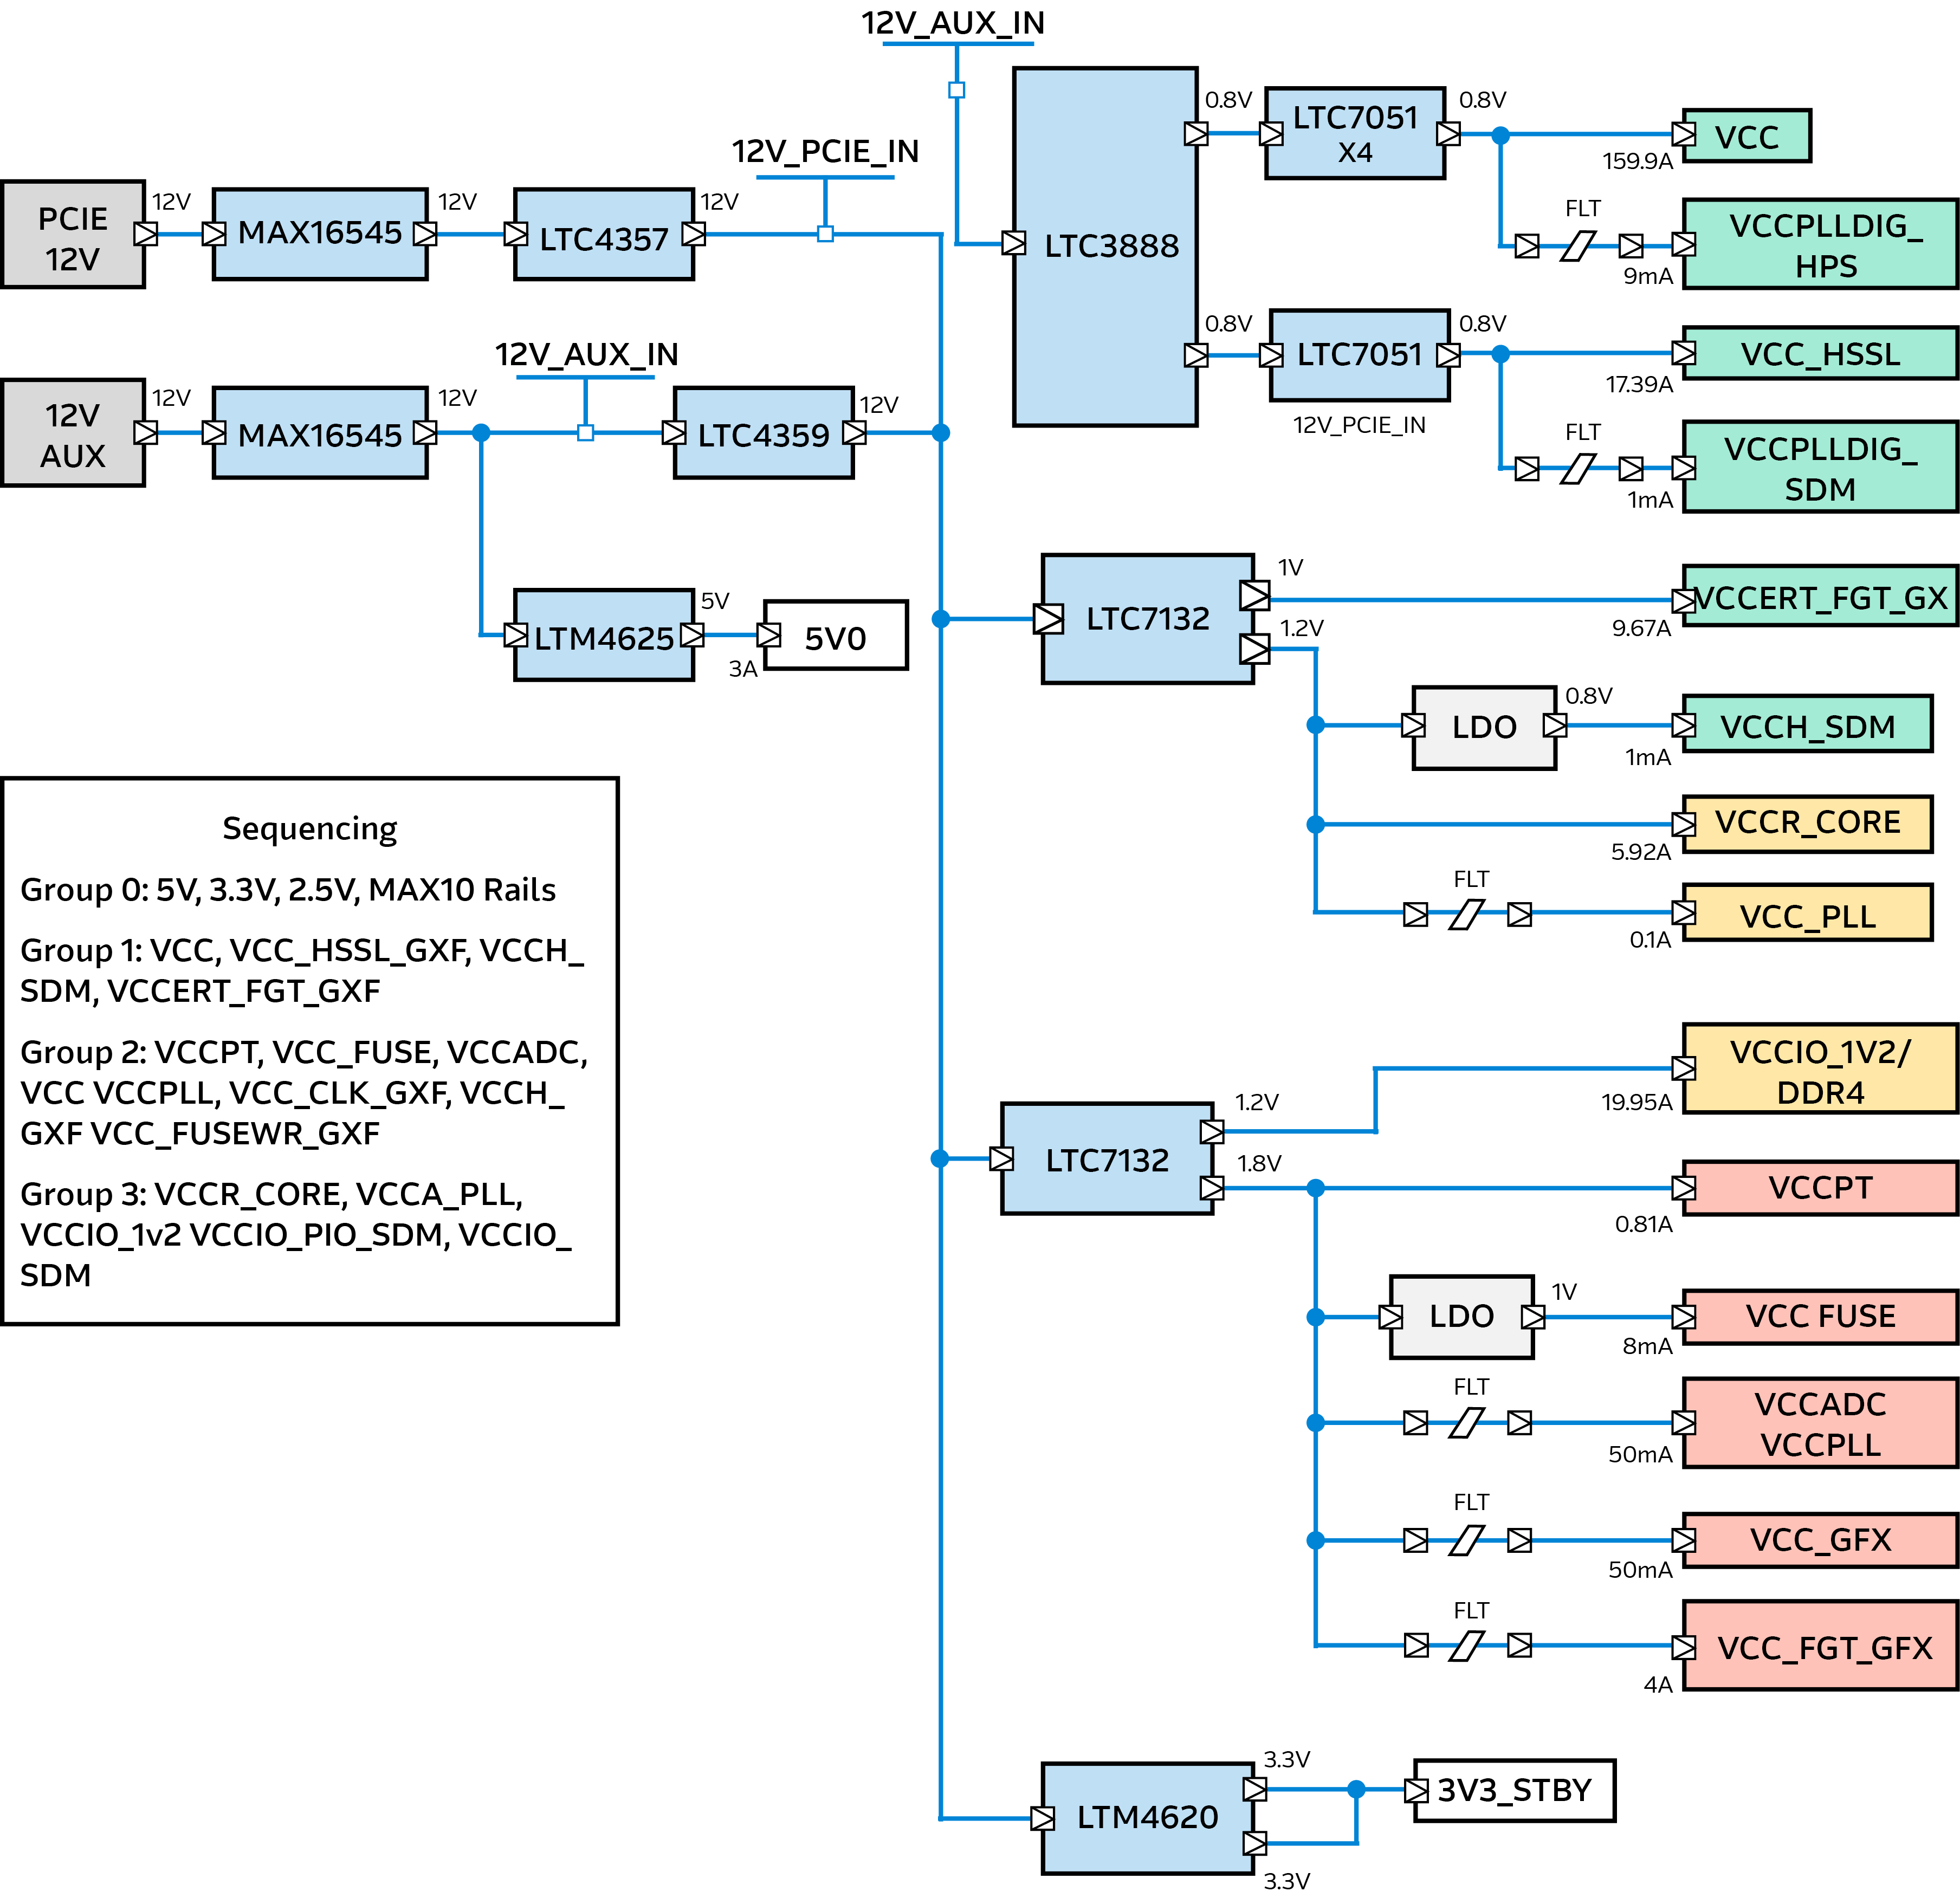 12V_AUX_IN
12V_PCIE_IN
PCIE
12V
12V
MAX16545
12V
LTC4357
12V
12V_AUX_IN
12V
AUX
12V
MAX16545
12V
LTC4359
12V
LTM4625
5V
3A
5V0
Sequencing
Group 0: 5V, 3.3V, 2.5V, MAX10 Rails
Group 1: VCC, VCC_HSSL_GXF, VCCH_
SDM, VCCERT_FGT_GXF
Group 2: VCCPT, VCC_FUSE, VCCADC,
VCC VCCPLL, VCC_CLK_GXF, VCCH_
GXF VCC_FUSEWR_GXF
Group 3: VCCR_CORE, VCCA_PLL,
VCCIO_1v2 VCCIO_PIO_SDM, VCCIO_
SDM
LTC3888
0.8V
LTC7051
X4
0.8V
159.9A
VCC
FLT
9mA
VCCPLLDIG_
HPS
0.8V
LTC7051
12V_PCIE_IN
0.8V
17.39A
VCC_HSSL
FLT
1mA
VCCPLLDIG_
SDM
LTC7132
1V
9.67A
VCCERT_FGT_GX
1.2V
LDO
0.8V
1mA
VCCH_SDM
5.92A
VCCR_CORE
FLT
0.1A
VCC_PLL
LTC7132
1.2V
19.95A
VCCIO_1V2/
DDR4
1.8V
0.81A
VCCPT
LDO
1V
8mA
VCC FUSE
FLT
50mA
VCCADC
VCCPLL
FLT
50mA
VCC_GFX
FLT
4A
VCC_FGT_GFX
LTM4620
3.3V
3V3_STBY
3.3V